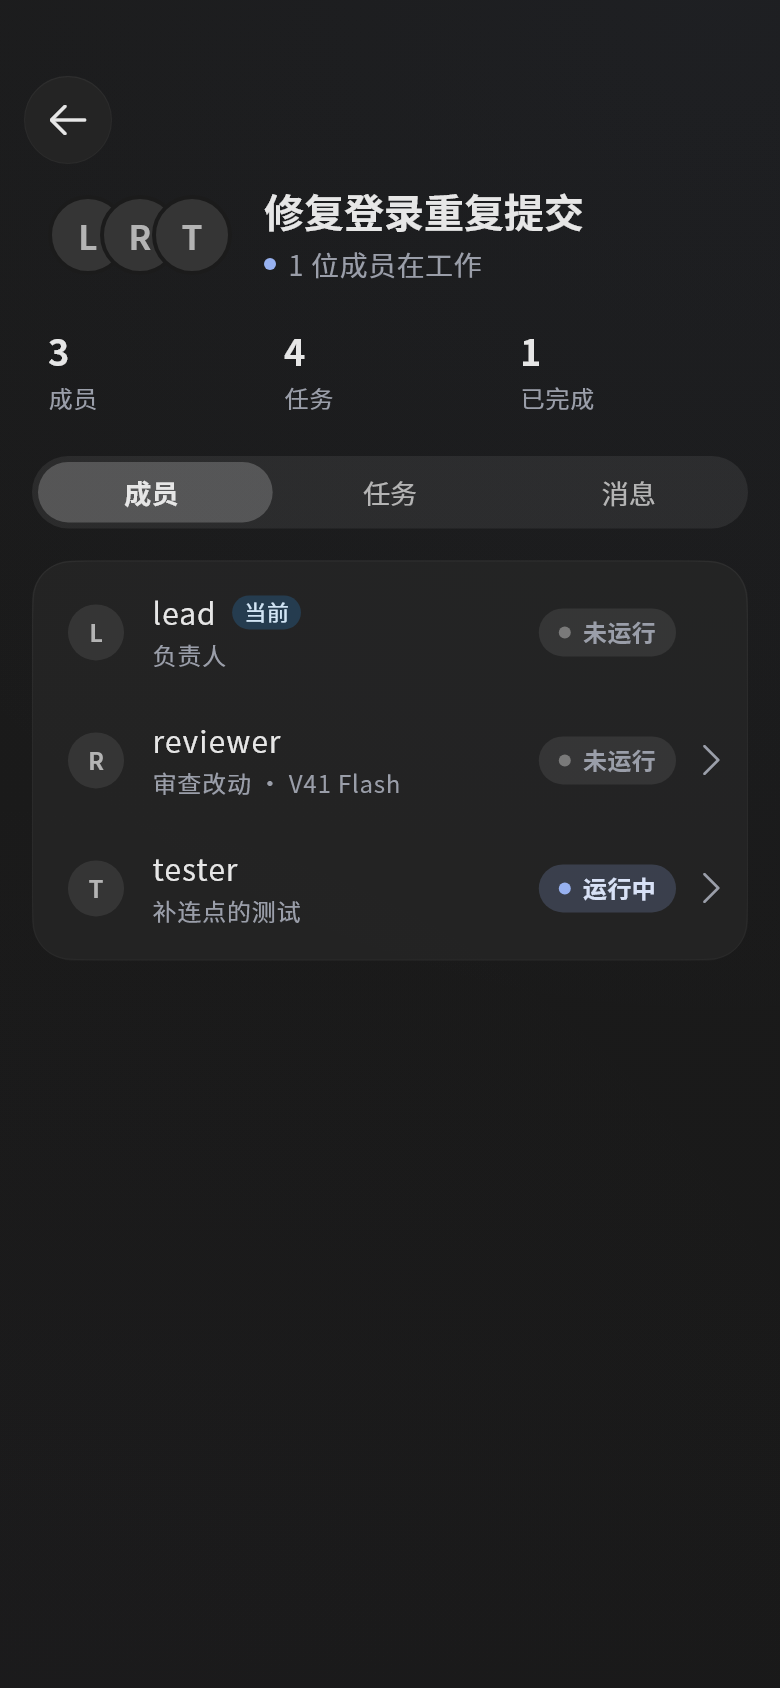 L R T
修复登录重复提交
1 位成员在工作
3
成员
4
任务
1
已完成
成员 任务 消息
L
lead 当前
负责人
未运行
R
reviewer
审查改动 · V41 Flash
未运行
T
tester
补连点的测试
运行中